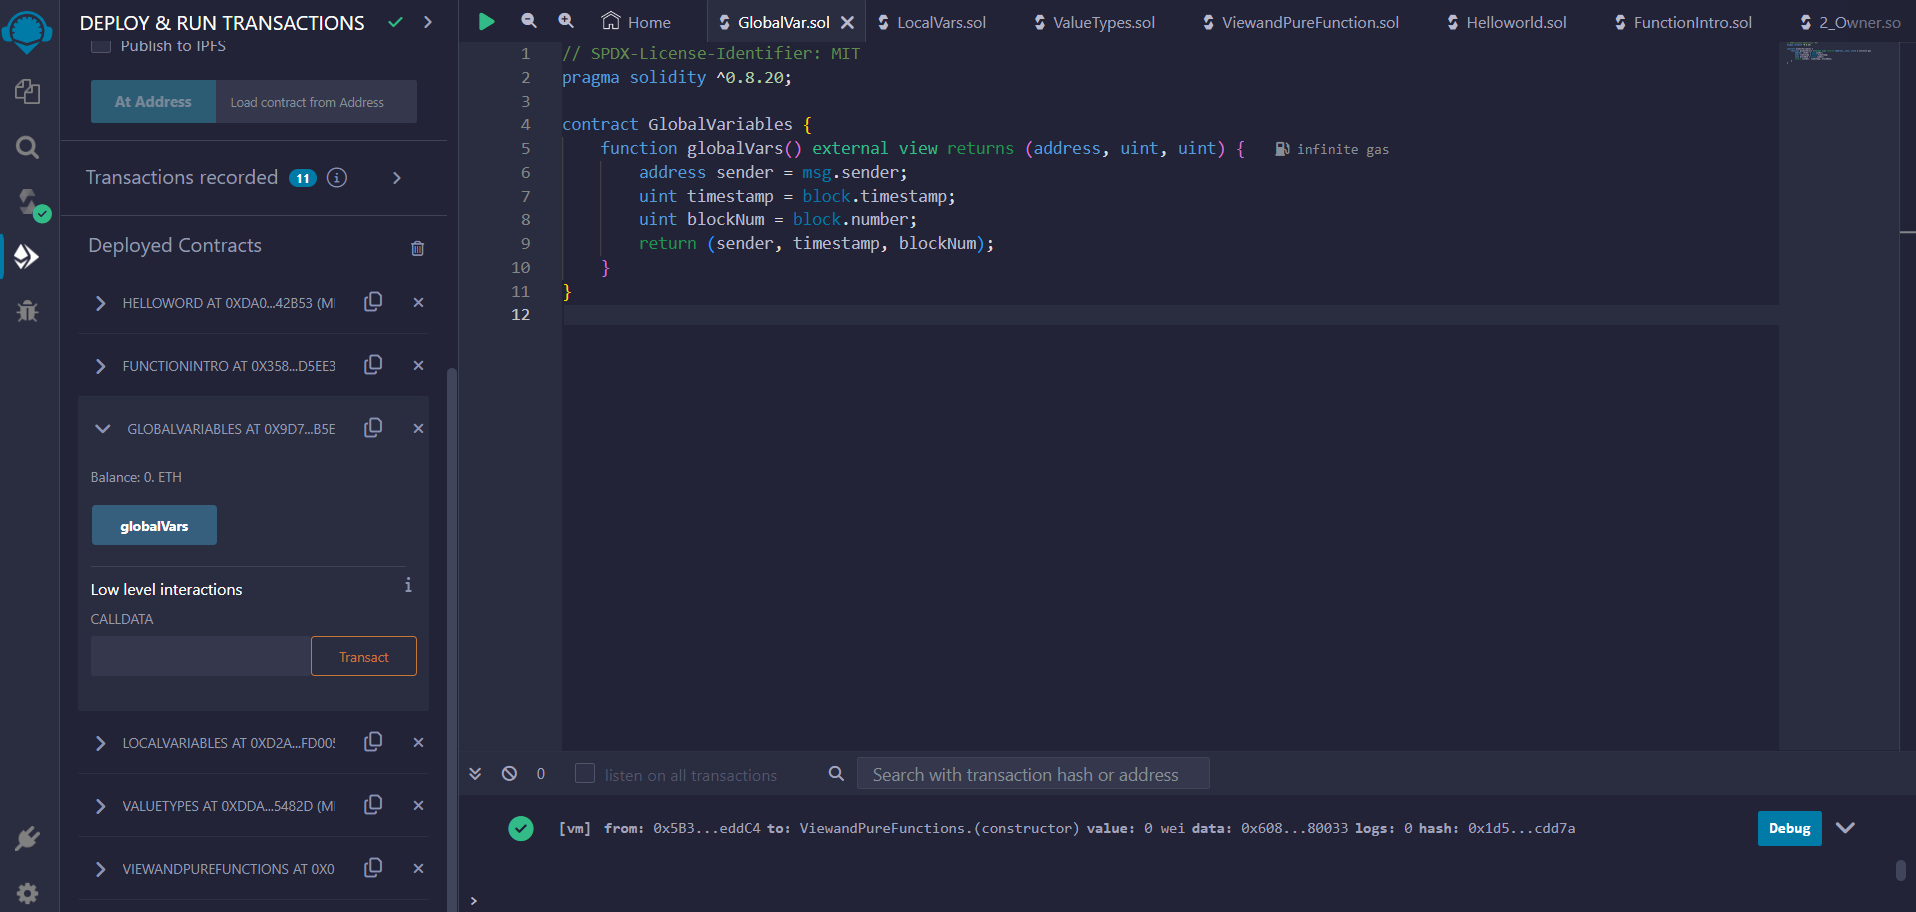 DEPLOY & RUN TRANSACTIONS
Publish to IPFS
At Address Load contract from Address
Transactions recorded 11 i
Deployed Contracts
HELLOWORD AT 0XDA0...42B53 (M
FUNCTIONINTRO AT 0X358...D5EE3
GLOBALVARIABLES AT 0X9D7...B5E
Balance: 0. ETH
globalVars
Low level interactions i
CALLDATA
Transact
LOCALVARIABLES AT 0XD2A...FD005
VALUETYPES AT 0XDDA...5482D (M
VIEWANDPUREFUNCTIONS AT 0X0
Home GlobalVar.sol LocalVars.sol ValueTypes.sol ViewandPureFunction.sol Helloworld.sol FunctionIntro.sol 2_Owner.so
1 // SPDX-License-Identifier: MIT
2 pragma solidity ^0.8.20;
3
4 contract GlobalVariables {
5 function globalVars() external view returns (address, uint, uint) { infinite gas
6 address sender = msg.sender;
7 uint timestamp = block.timestamp;
8 uint blockNum = block.number;
9 return (sender, timestamp, blockNum);
10 }
11 }
12
0 listen on all transactions Search with transaction hash or address
[vm] from: 0x5B3...eddC4 to: ViewandPureFunctions.(constructor) value: 0 wei data: 0x608...80033 logs: 0 hash: 0x1d5...cdd7a Debug
>